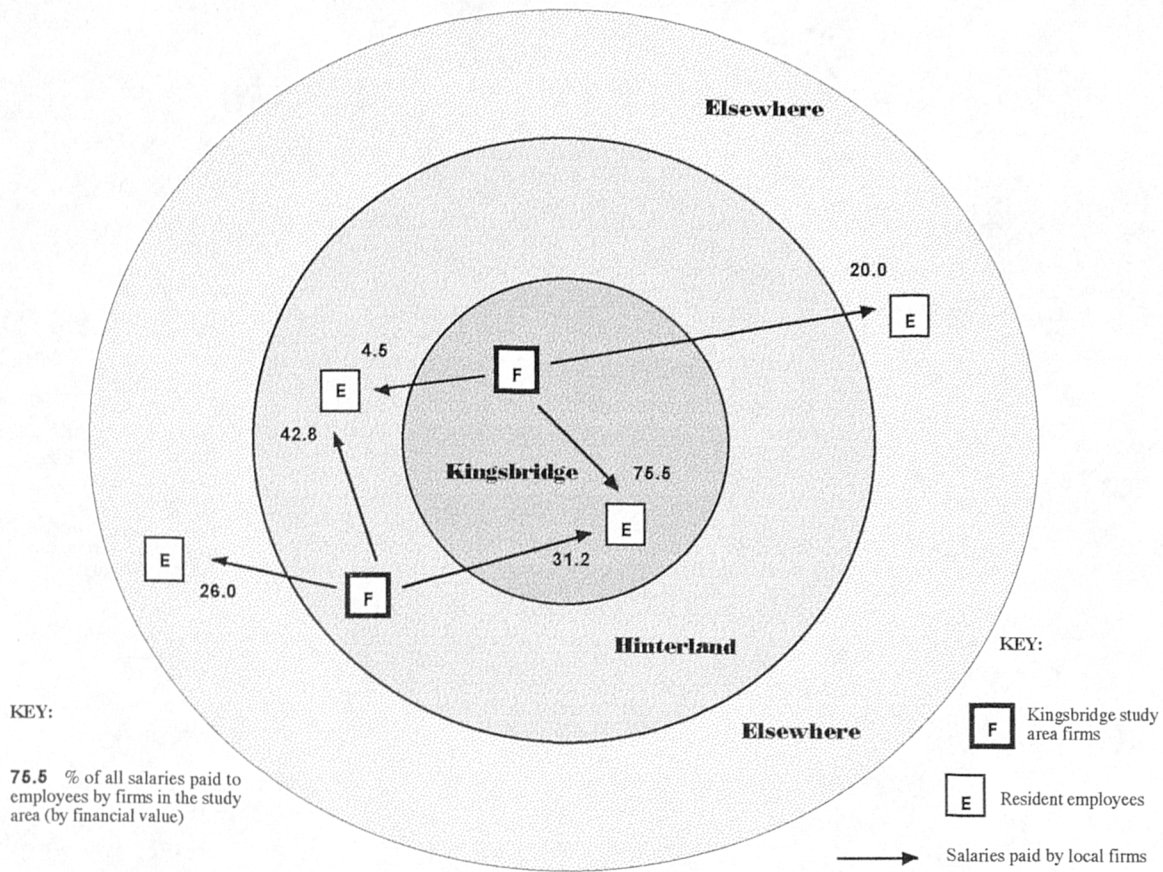 Elsewhere
20.0
E
4.5
F
E
42.8
Kingsbridge
75.5
E
31.2
E
26.0
F
Hinterland
Elsewhere
KEY:
75.5 % of all salaries paid to
employees by firms in the study
area (by financial value)
KEY:
F Kingsbridge study
area firms
E Resident employees
Salaries paid by local firms